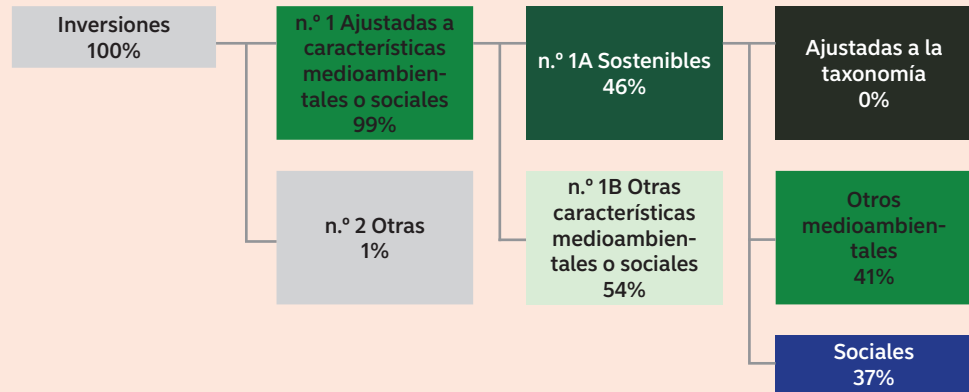 Inversiones
100%
n.º 1 Ajustadas a
características
medioambien-
tales o sociales
99%
n.º 1A Sostenibles
46%
Ajustadas a la
taxonomía
0%
n.º 2 Otras
1%
n.º 1B Otras
características
medioambien-
tales o sociales
54%
Otros
medioambien-
tales
41%
Sociales
37%